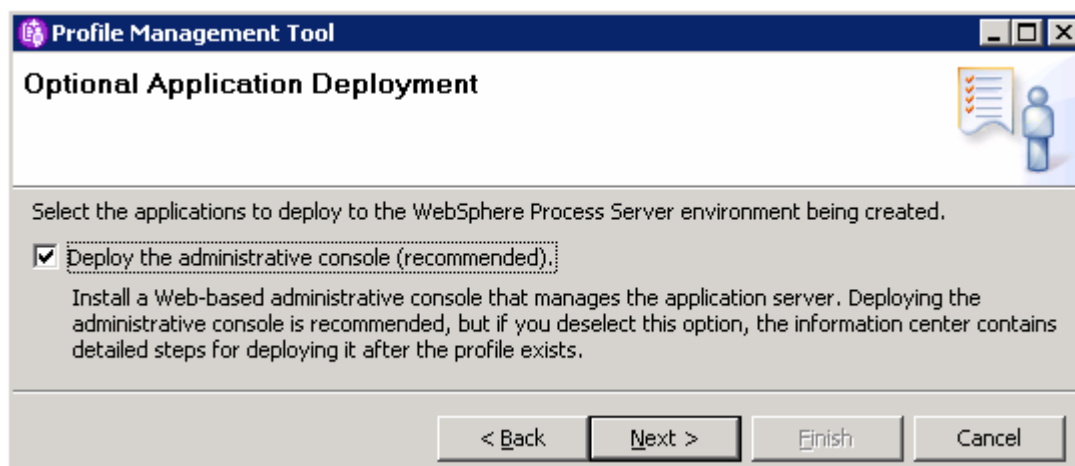 Profile Management Tool
Optional Application Deployment
Select the applications to deploy to the WebSphere Process Server environment being created.
Deploy the administrative console (recommended).
Install a Web-based administrative console that manages the application server. Deploying the
administrative console is recommended, but if you deselect this option, the information center contains
detailed steps for deploying it after the profile exists.
< Back Next > Finish Cancel